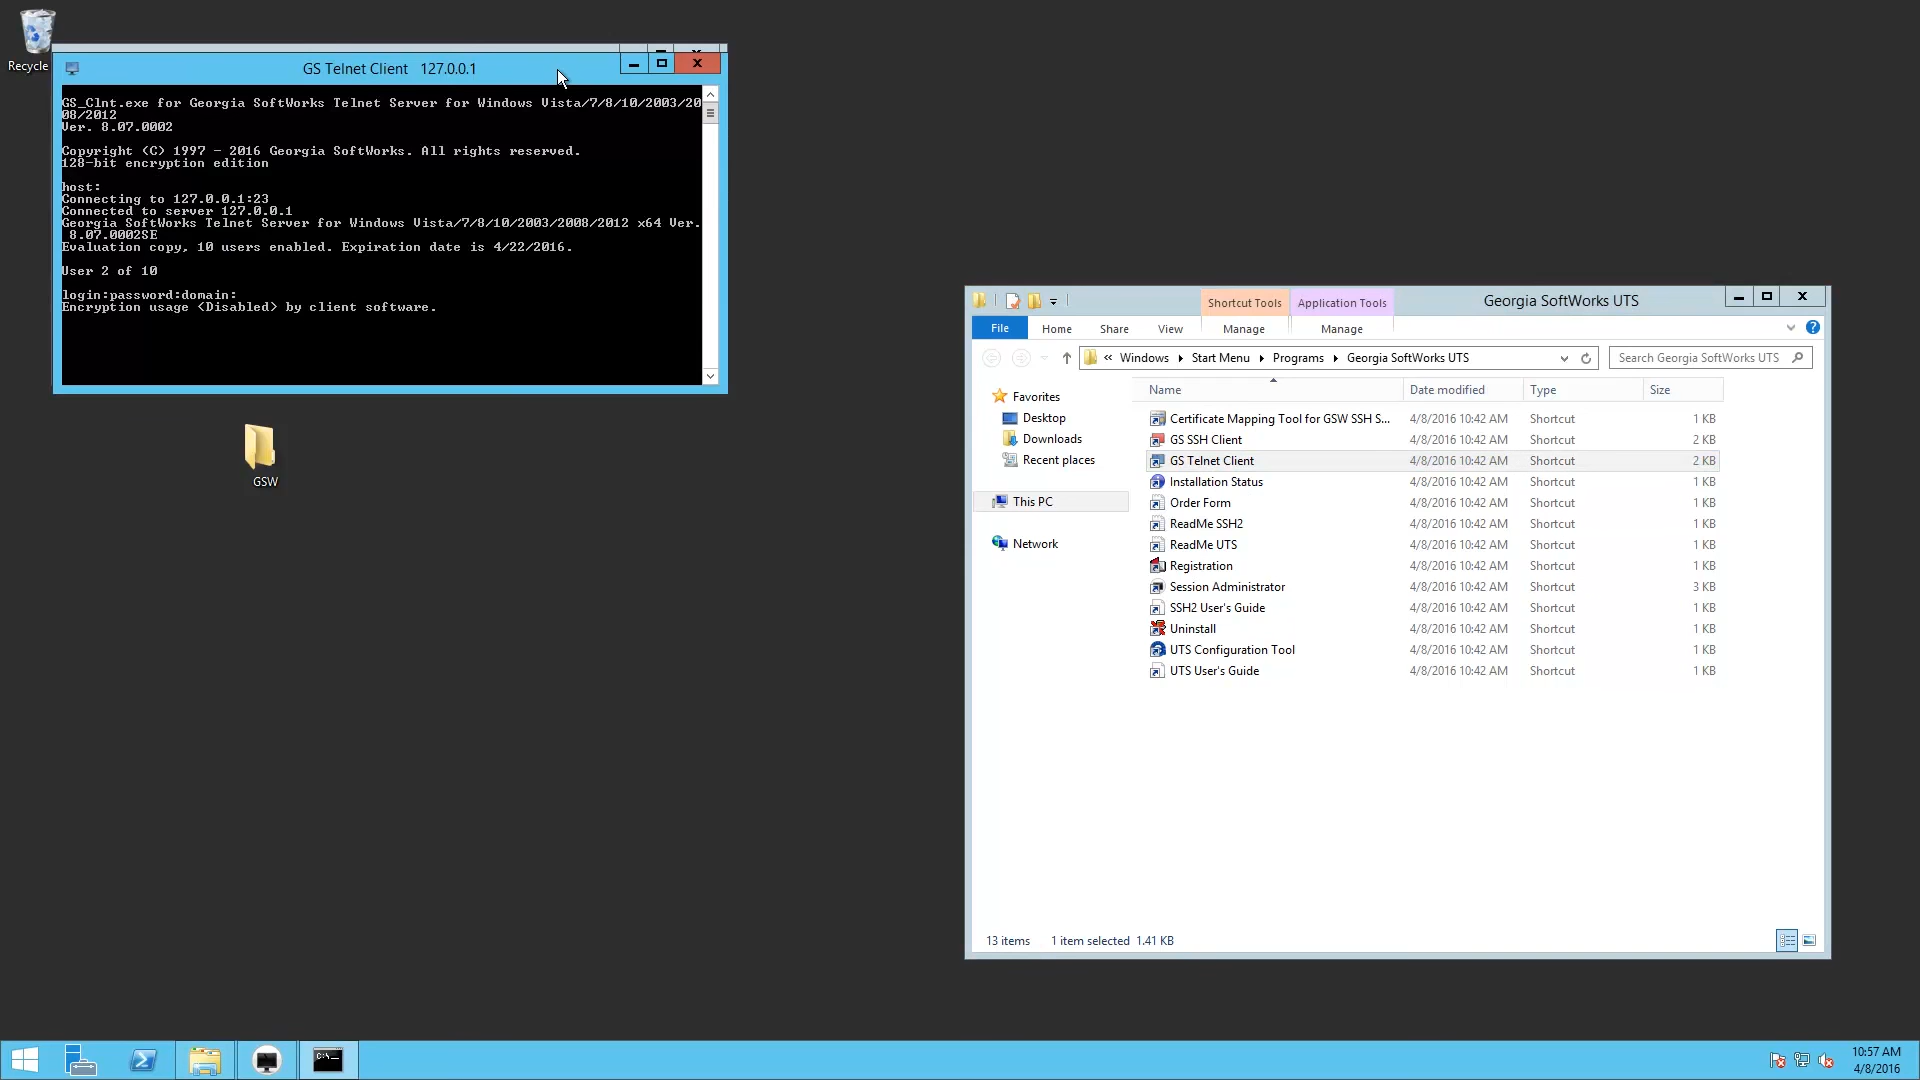 Recycle
GS Telnet Client 127.0.0.1
GS_Clnt.exe for Georgia SoftWorks Telnet Server for Windows Vista/7/8/10/2003/20
08/2012
Ver. 8.07.0002
Copyright (C) 1997 - 2016 Georgia SoftWorks. All rights reserved.
128-bit encryption edition
host:
Connecting to 127.0.0.1:23
Connected to server 127.0.0.1
Georgia SoftWorks Telnet Server for Windows Vista/7/8/10/2003/2008/2012 x64 Ver.
8.07.0002SE
Evaluation copy, 10 users enabled. Expiration date is 4/22/2016.
User 2 of 10
login:password:domain:
Encryption usage <Disabled> by client software.
GSW
Shortcut Tools Application Tools Georgia SoftWorks UTS
File Home Share View Manage Manage
« Windows Start Menu Programs Georgia SoftWorks UTS Search Georgia SoftWorks UTS
Favorites
Desktop
Downloads
Recent places
This PC
Network
Name Date modified Type Size
Certificate Mapping Tool for GSW SSH S... 4/8/2016 10:42 AM Shortcut 1 KB
GS SSH Client 4/8/2016 10:42 AM Shortcut 2 KB
GS Telnet Client 4/8/2016 10:42 AM Shortcut 2 KB
Installation Status 4/8/2016 10:42 AM Shortcut 1 KB
Order Form 4/8/2016 10:42 AM Shortcut 1 KB
ReadMe SSH2 4/8/2016 10:42 AM Shortcut 1 KB
ReadMe UTS 4/8/2016 10:42 AM Shortcut 1 KB
Registration 4/8/2016 10:42 AM Shortcut 1 KB
Session Administrator 4/8/2016 10:42 AM Shortcut 3 KB
SSH2 User's Guide 4/8/2016 10:42 AM Shortcut 1 KB
Uninstall 4/8/2016 10:42 AM Shortcut 1 KB
UTS Configuration Tool 4/8/2016 10:42 AM Shortcut 1 KB
UTS User's Guide 4/8/2016 10:42 AM Shortcut 1 KB
13 items 1 item selected 1.41 KB
10:57 AM
4/8/2016